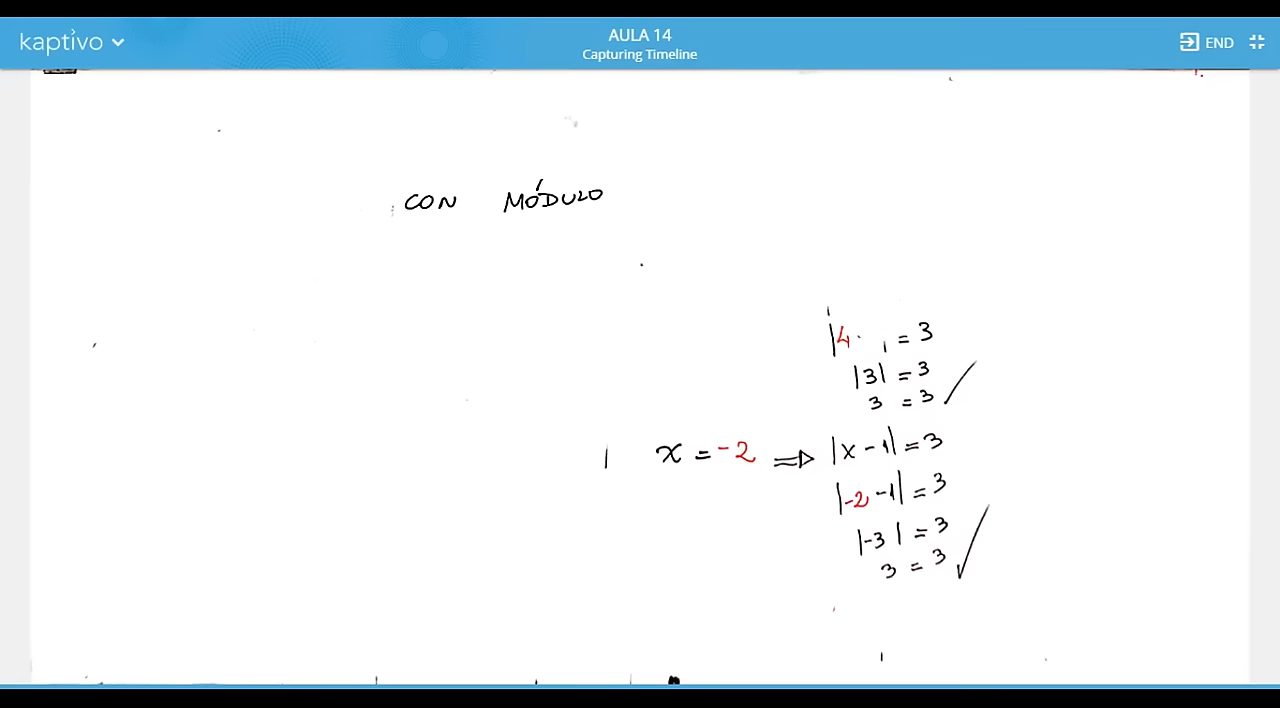 kaptivo
AULA 14
Capturing Timeline
END
CON MÓDULO
|4 = 3
|3| = 3
3 = 3
x = -2 ⇒ |x - 1| = 3
|-2 - 1| = 3
|-3| = 3
3 = 3